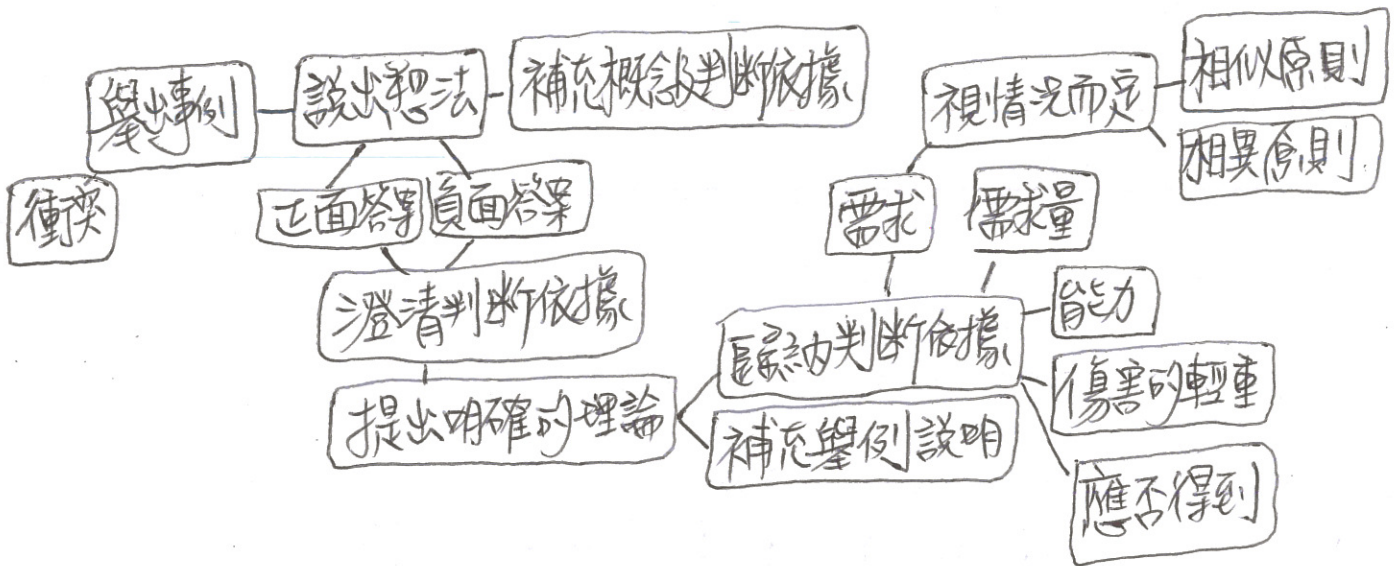 衝突
舉出事例
說出想法
補充概念及判斷依據
正面答案
負面答案
澄清判斷依據
提出明確的理論
歸納判斷依據
補充舉例說明
需求
需求量
視情況而定
相似原則
相異原則
能力
傷害的輕重
應否得到